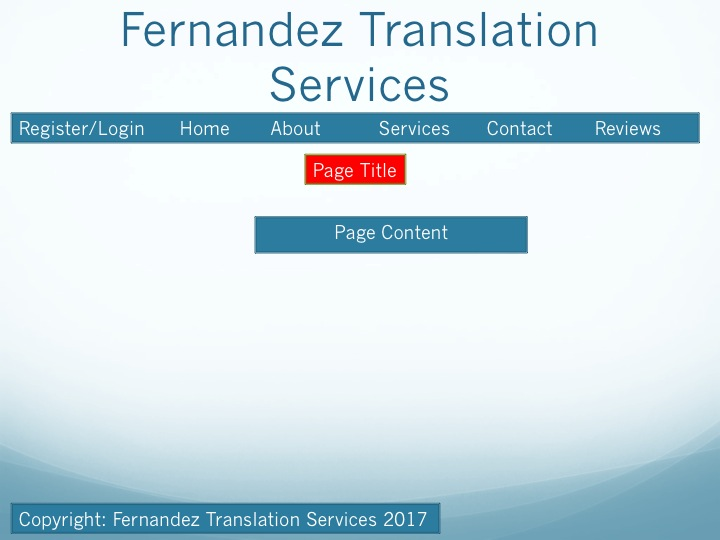 Fernandez Translation
Services
Register/Login Home About Services Contact Reviews
Page Title
Page Content
Copyright: Fernandez Translation Services 2017